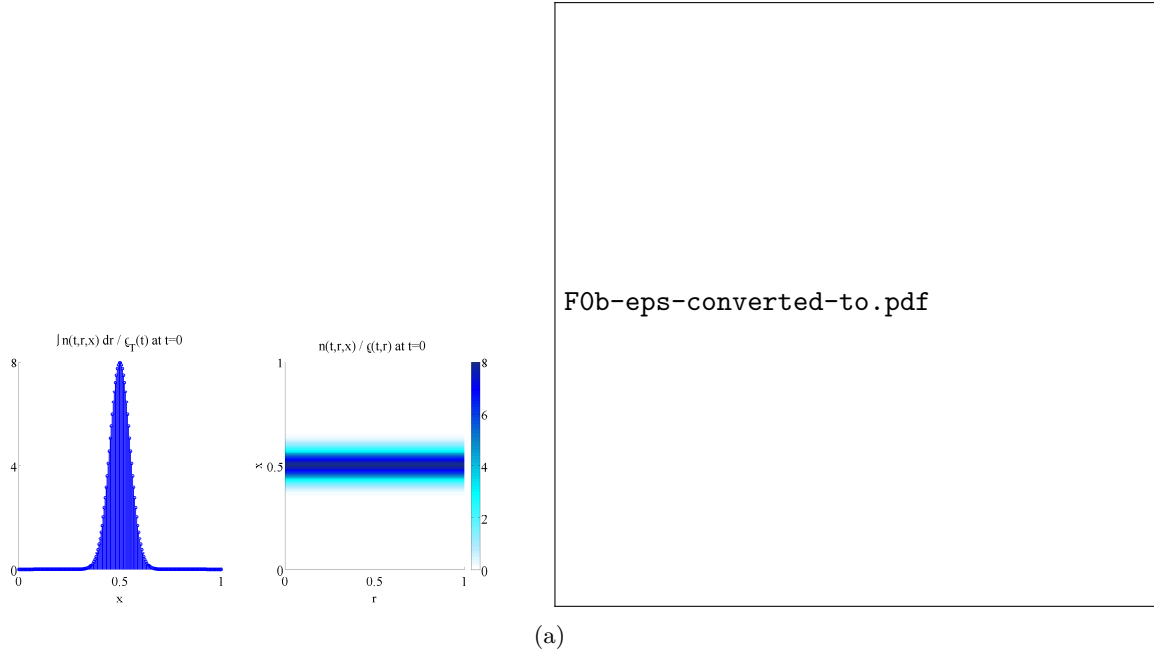 ∫n(t,r,x) dr / ϱ_T(t) at t=0
8
4
0
0 0.5 1
x
n(t,r,x) / ϱ(t,r) at t=0
1
x 0.5
0
0 0.5 1
r
8
6
4
2
0
F0b-eps-converted-to.pdf
(a)